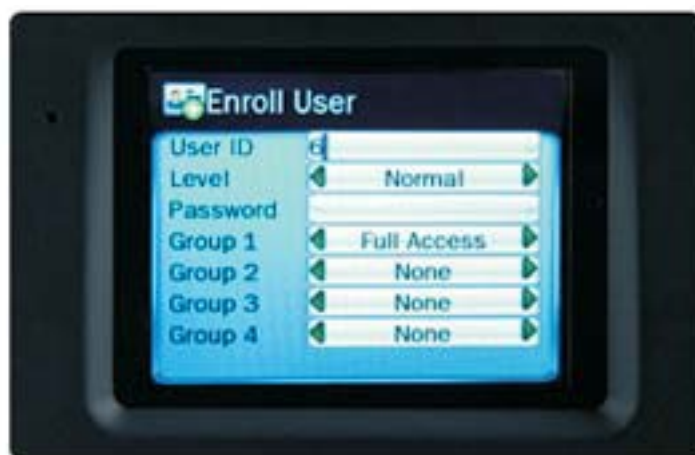 Enroll User
User ID 6
Level Normal
Password
Group 1 Full Access
Group 2 None
Group 3 None
Group 4 None